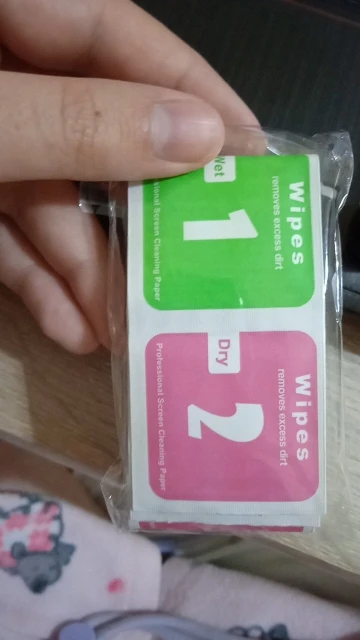 Wipes
removes excess dirt
1
Wet
Professional Screen Cleaning Paper
Wipes
removes excess dirt
2
Dry
Professional Screen Cleaning Paper